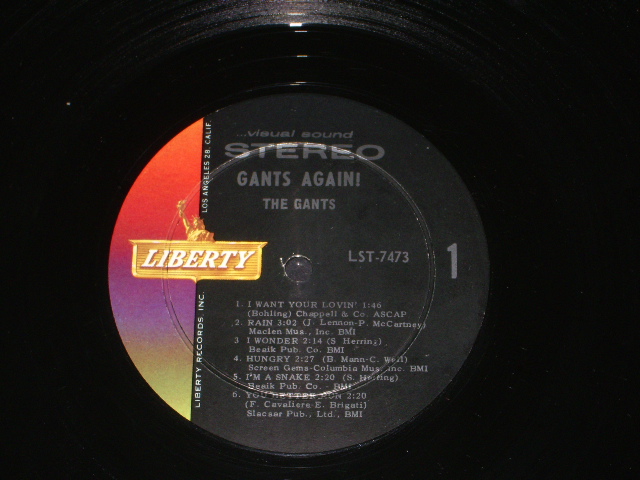 ...visual sound
STEREO
GANTS AGAIN!
THE GANTS
LIBERTY
LST-7473
1
1. I WANT YOUR LOVIN' 1:46
(Bohling) Chappell & Co. ASCAP
2. RAIN 3:02 (J. Lennon-P. McCartney)
Maclen Mus., Inc. BMI
3 I WONDER 2:14 (S. Herring)
Beaik Pub. Co. BMI
4. HUNGRY 2:27 (B. Mann-C. Weil)
Screen Gems-Columbia Mus. Inc. BMI
5. I'M A SNAKE 2:20 (S. Herring)
Beaik Pub. Co. - BMI
6. YOU BETTER RUN 2:20
(F. Cavaliere E. Brigati)
Slacsar Pub., Ltd., BMI
LIBERTY RECORDS INC.
LOS ANGELES 28, CALIF.